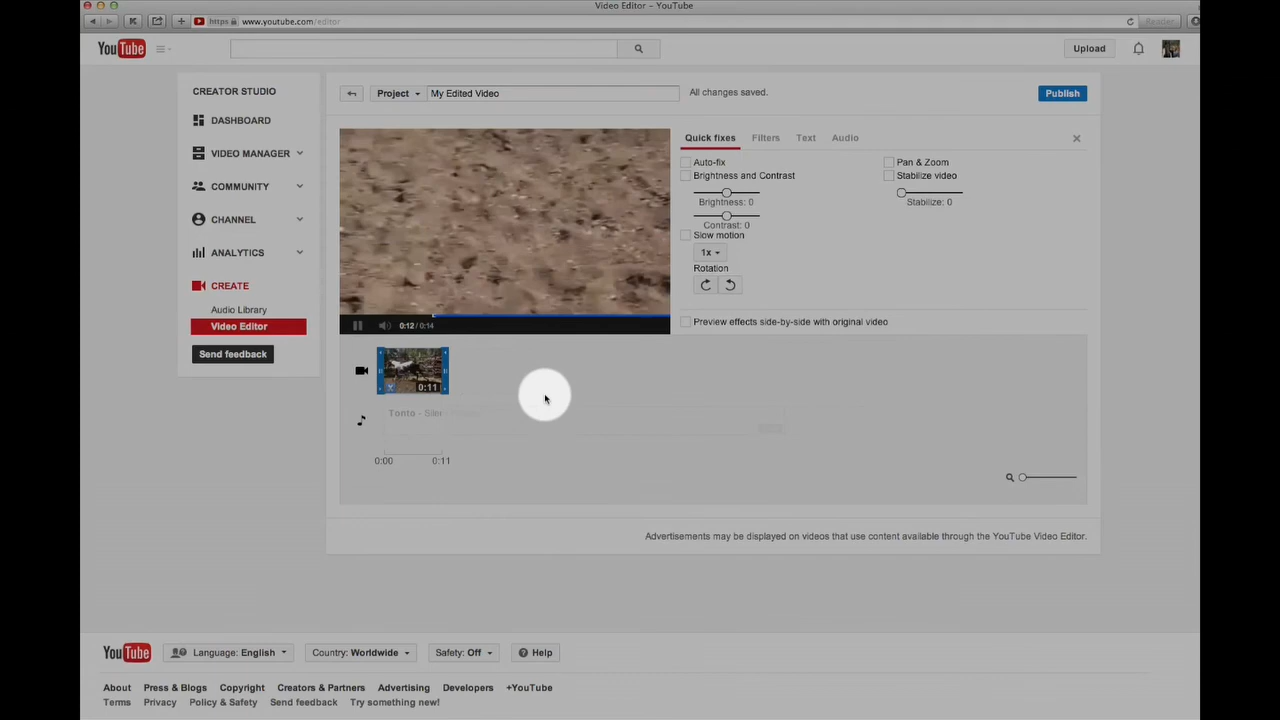 Video Editor – YouTube
https www.youtube.com/editor
Reader
YouTube
Upload
CREATOR STUDIO
DASHBOARD
VIDEO MANAGER
COMMUNITY
CHANNEL
ANALYTICS
CREATE
Audio Library
Video Editor
Send feedback
Project My Edited Video All changes saved. Publish
Quick fixes Filters Text Audio
Auto-fix
Brightness and Contrast
Brightness: 0
Contrast: 0
Slow motion
1x
Rotation
Pan & Zoom
Stabilize video
Stabilize: 0
Preview effects side-by-side with original video
0:12 / 0:14
0:11
Tonto -
0:00 0:11
Advertisements may be displayed on videos that use content available through the YouTube Video Editor.
YouTube Language: English Country: Worldwide Safety: Off Help
About Press & Blogs Copyright Creators & Partners Advertising Developers +YouTube
Terms Privacy Policy & Safety Send feedback Try something new!